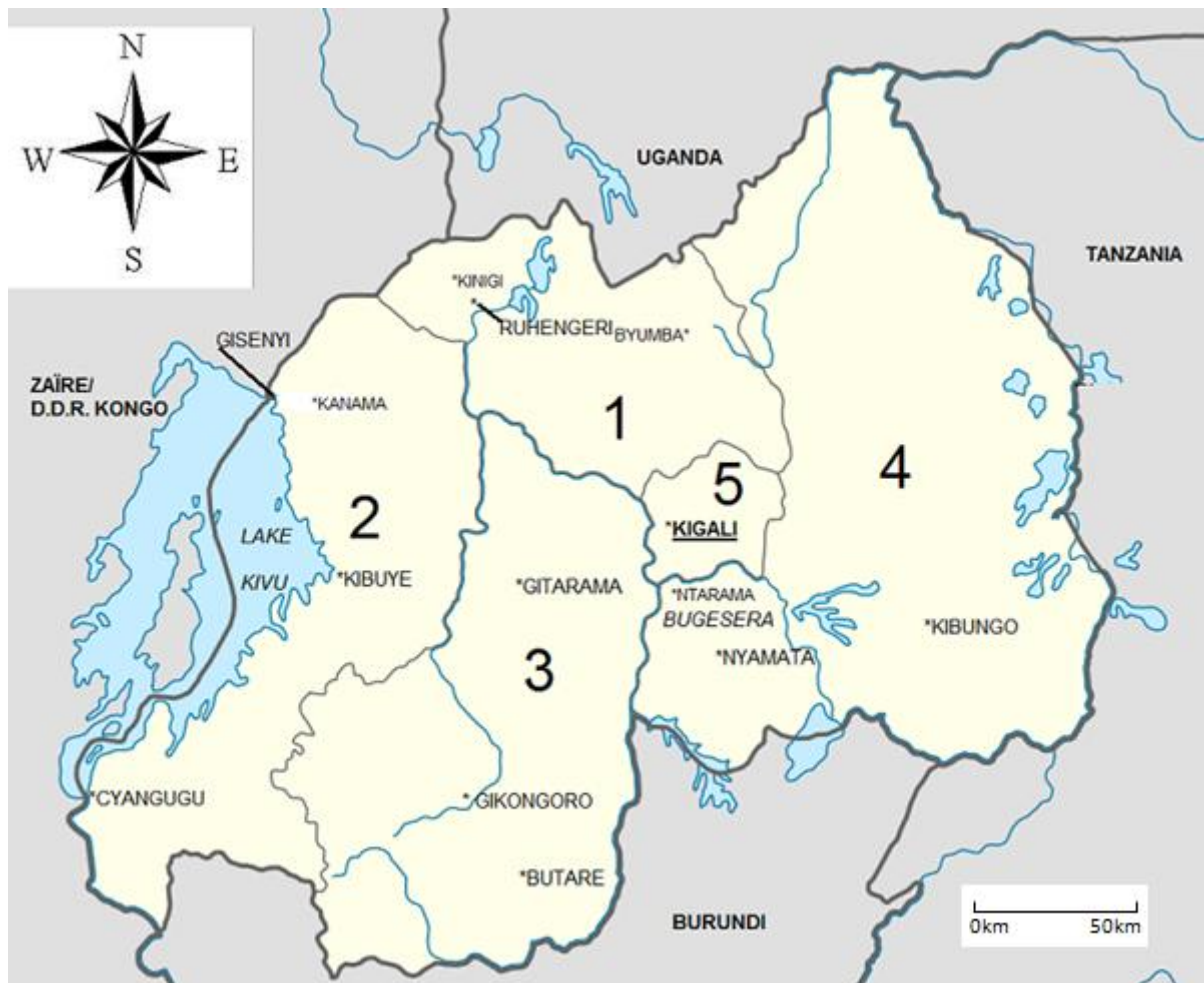 N
W
E
S
UGANDA
TANZANIA
*KINIGI
*
RUHENGERI
BYUMBA*
GISENYI
ZAÏRE/
D.D.R. KONGO
*KANAMA
1
4
5
2
*KIGALI
LAKE
KIVU
*KIBUYE
*GITARAMA
*NTARAMA
BUGESERA
*KIBUNGO
*NYAMATA
3
*CYANGUGU
* GIKONGORO
*BUTARE
BURUNDI
0km 50km